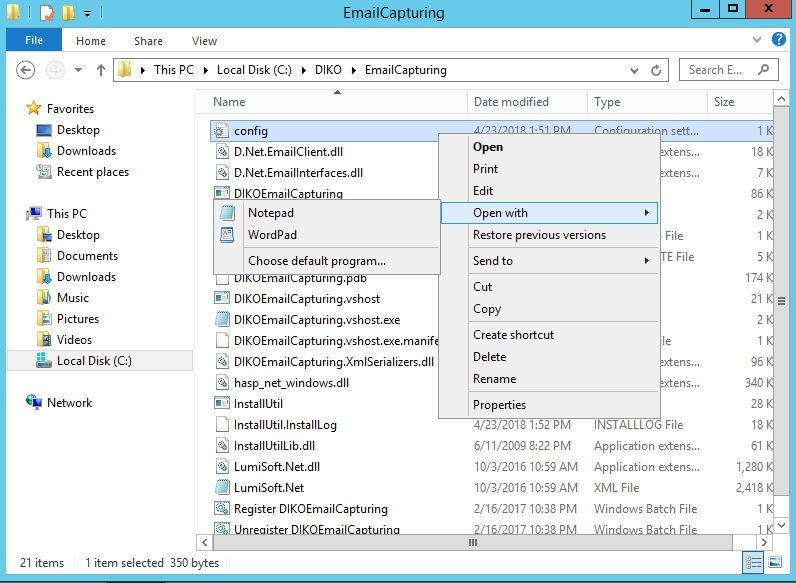 EmailCapturing
File Home Share View
This PC Local Disk (C:) DIKO EmailCapturing Search E...
Favorites
Desktop
Downloads
Recent places
This PC
Desktop
Documents
Downloads
Music
Pictures
Videos
Local Disk (C:)
Network
Name Date modified Type Size
config 4/23/2018 1:51 PM Configuration sett... 1 K
D.Net.EmailClient.dll xtens... 18 K
D.Net.EmailInterfaces.dll xtens... 7 K
DIKOEmailCapturing 86 K
2 K
File 16 K
TE File 5 K
DIKOEmailCapturing.pdb 174 K
DIKOEmailCapturing.vshost 21 K
DIKOEmailCapturing.vshost.exe 2 K
DIKOEmailCapturing.vshost.exe.manife File 1 K
DIKOEmailCapturing.XmlSerializers.dll xtens... 96 K
hasp_net_windows.dll xtens... 340 K
InstallUtil 28 K
InstallUtil.InstallLog 4/23/2018 1:52 PM INSTALLLOG File 18 K
InstallUtilLib.dll 6/11/2009 8:22 PM Application extens... 61 K
LumiSoft.Net.dll 10/3/2016 10:59 AM Application extens... 1,280 K
LumiSoft.Net 10/3/2016 10:59 AM XML File 2,418 K
Register DIKOEmailCapturing 2/16/2017 10:38 PM Windows Batch File 1 K
Unregister DIKOEmailCapturing 2/16/2017 10:38 PM Windows Batch File 1 K
Open
Print
Edit
Open with
Restore previous versions
Send to
Cut
Copy
Create shortcut
Delete
Rename
Properties
Notepad
WordPad
Choose default program...
21 items 1 item selected 350 bytes